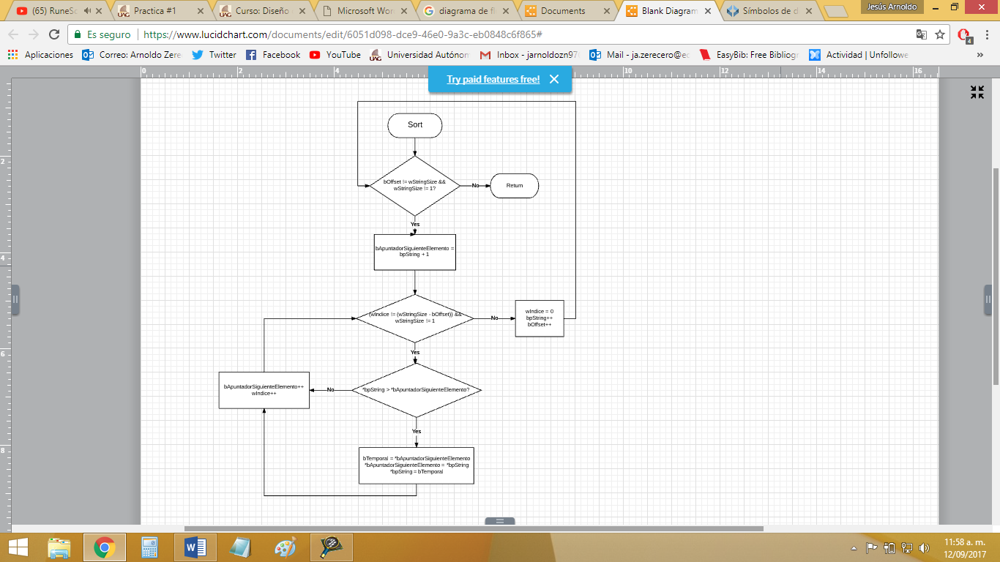 (65) RuneSc
Practica #1
Curso: Diseño
Microsoft Wor
diagrama de fl
Documents
Blank Diagram
Símbolos de d
Jesús Arnoldo
Es seguro
https://www.lucidchart.com/documents/edit/6051d098-dce9-46e0-9a3c-eb0848c6f865#
4
Aplicaciones
Correo: Arnoldo Zere
Twitter
Facebook
YouTube
Universidad Autónom
Inbox - jarnoldozn970
Mail - ja.zerecero@ed
EasyBib: Free Bibliogr
Actividad | Unfollowe
»
0
2
4
10
12
14
16
Try paid features free!
2
4
6
8
Sort
bOffset != wStringSize &&
wStringSize != 1?
No
Return
Yes
bApuntadorSiguienteElemento =
bpString + 1
(wIndice != (wStringSize - bOffset)) &&
wStringSize != 1
No
wIndice = 0
bpString++
bOffset++
Yes
*bpString > *bApuntadorSiguienteElemento?
No
bApuntadorSiguienteElemento++
wIndice++
Yes
bTemporal = *bApuntadorSiguienteElemento
*bApuntadorSiguienteElemento = *bpString
*bpString = bTemporal
11:58 a. m.
12/09/2017